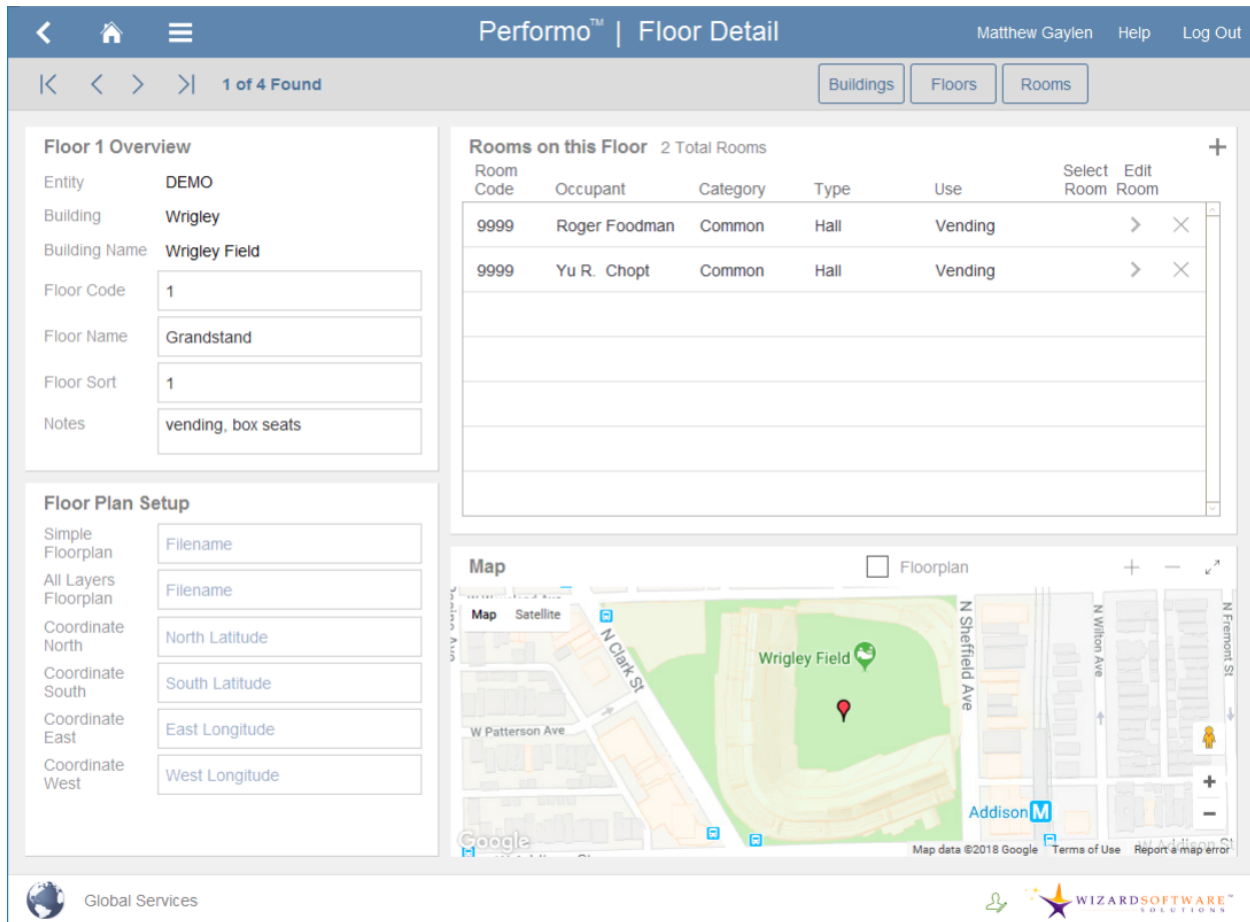 Performo™ | Floor Detail
Matthew Gaylen Help Log Out
1 of 4 Found
Buildings Floors Rooms
Floor 1 Overview
Entity DEMO
Building Wrigley
Building Name Wrigley Field
Floor Code 1
Floor Name Grandstand
Floor Sort 1
Notes vending, box seats
Rooms on this Floor 2 Total Rooms
Room Code Occupant Category Type Use Select Room Edit Room
9999 Roger Foodman Common Hall Vending
9999 Yu R. Chopt Common Hall Vending
Floor Plan Setup
Simple Floorplan Filename
All Layers Floorplan Filename
Coordinate North North Latitude
Coordinate South South Latitude
Coordinate East East Longitude
Coordinate West West Longitude
Map Floorplan
Map Satellite
N Clark St
Wrigley Field
N Sheffield Ave
N Wilton Ave
N Fremont St
W Patterson Ave
Addison M
Google
W Addison St
Map data ©2018 Google Terms of Use Report a map error
Global Services
WIZARDSOFTWARE™
SOLUTIONS